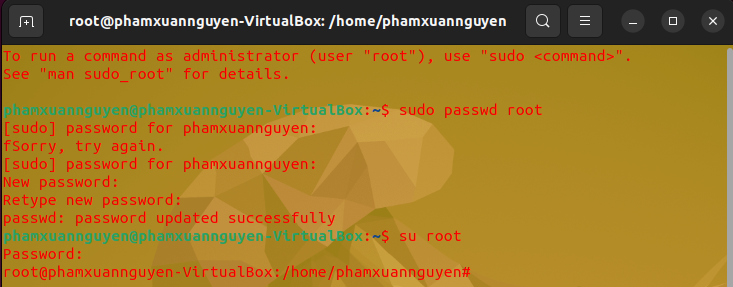 root@phamxuannguyen-VirtualBox: /home/phamxuannguyen
To run a command as administrator (user "root"), use "sudo <command>".
See "man sudo_root" for details.
phamxuannguyen@phamxuannguyen-VirtualBox:~$ sudo passwd root
[sudo] password for phamxuannguyen:
fSorry, try again.
[sudo] password for phamxuannguyen:
New password:
Retype new password:
passwd: password updated successfully
phamxuannguyen@phamxuannguyen-VirtualBox:~$ su root
Password:
root@phamxuannguyen-VirtualBox:/home/phamxuannguyen#